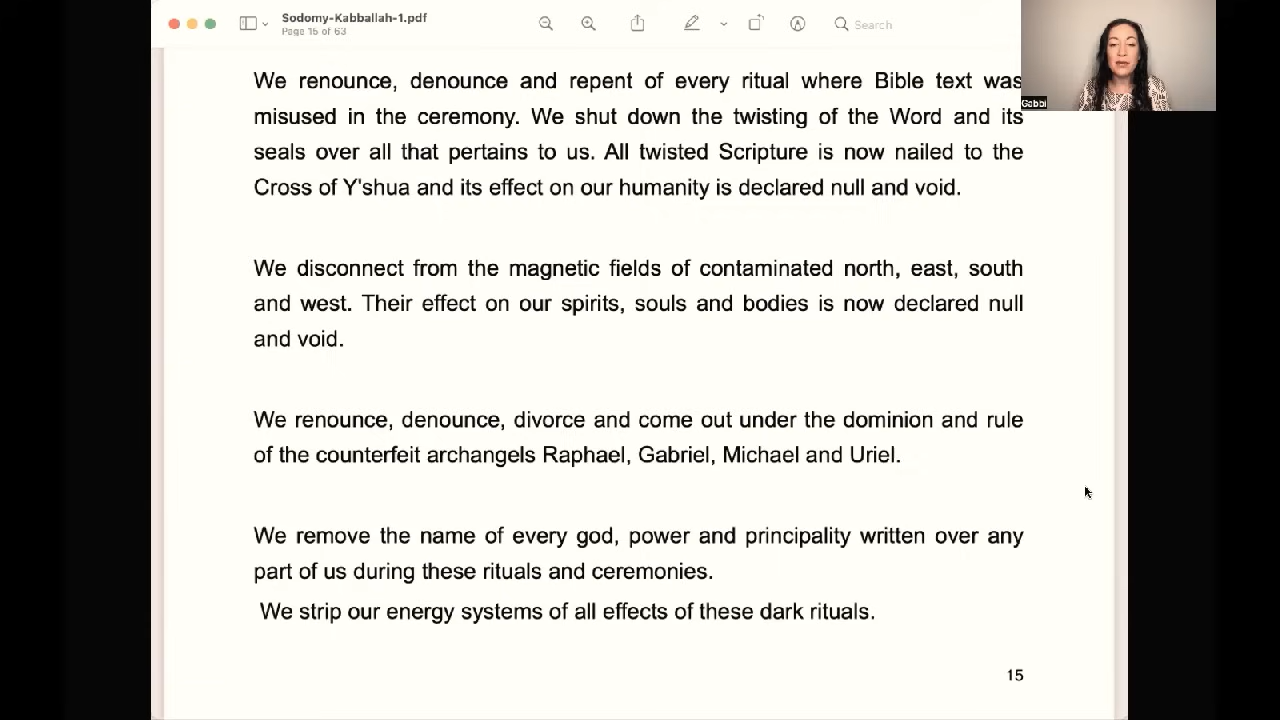 Sodomy-Kabballah-1.pdf
Page 15 of 63
Search
Gabbi
We renounce, denounce and repent of every ritual where Bible text was
misused in the ceremony. We shut down the twisting of the Word and its
seals over all that pertains to us. All twisted Scripture is now nailed to the
Cross of Y'shua and its effect on our humanity is declared null and void.
We disconnect from the magnetic fields of contaminated north, east, south
and west. Their effect on our spirits, souls and bodies is now declared null
and void.
We renounce, denounce, divorce and come out under the dominion and rule
of the counterfeit archangels Raphael, Gabriel, Michael and Uriel.
We remove the name of every god, power and principality written over any
part of us during these rituals and ceremonies.
We strip our energy systems of all effects of these dark rituals.
15